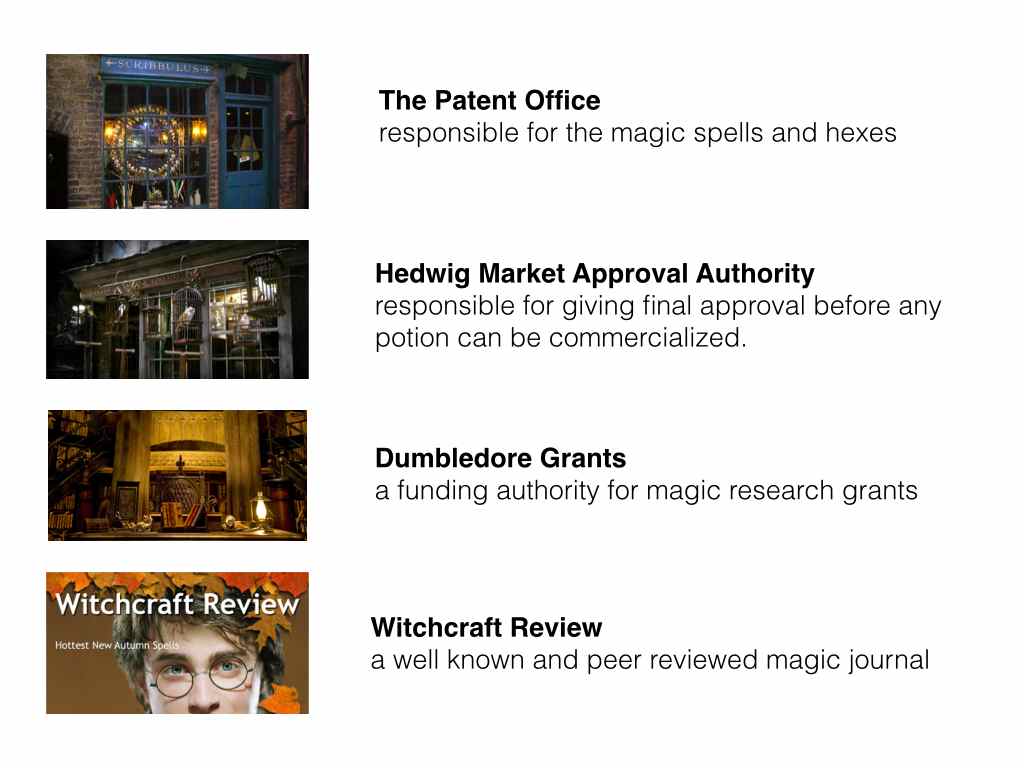 SCRIBBULUS
The Patent Office
responsible for the magic spells and hexes
Hedwig Market Approval Authority
responsible for giving final approval before any
potion can be commercialized.
Dumbledore Grants
a funding authority for magic research grants
Witchcraft Review
Hottest New Autumn Spells
Witchcraft Review
a well known and peer reviewed magic journal